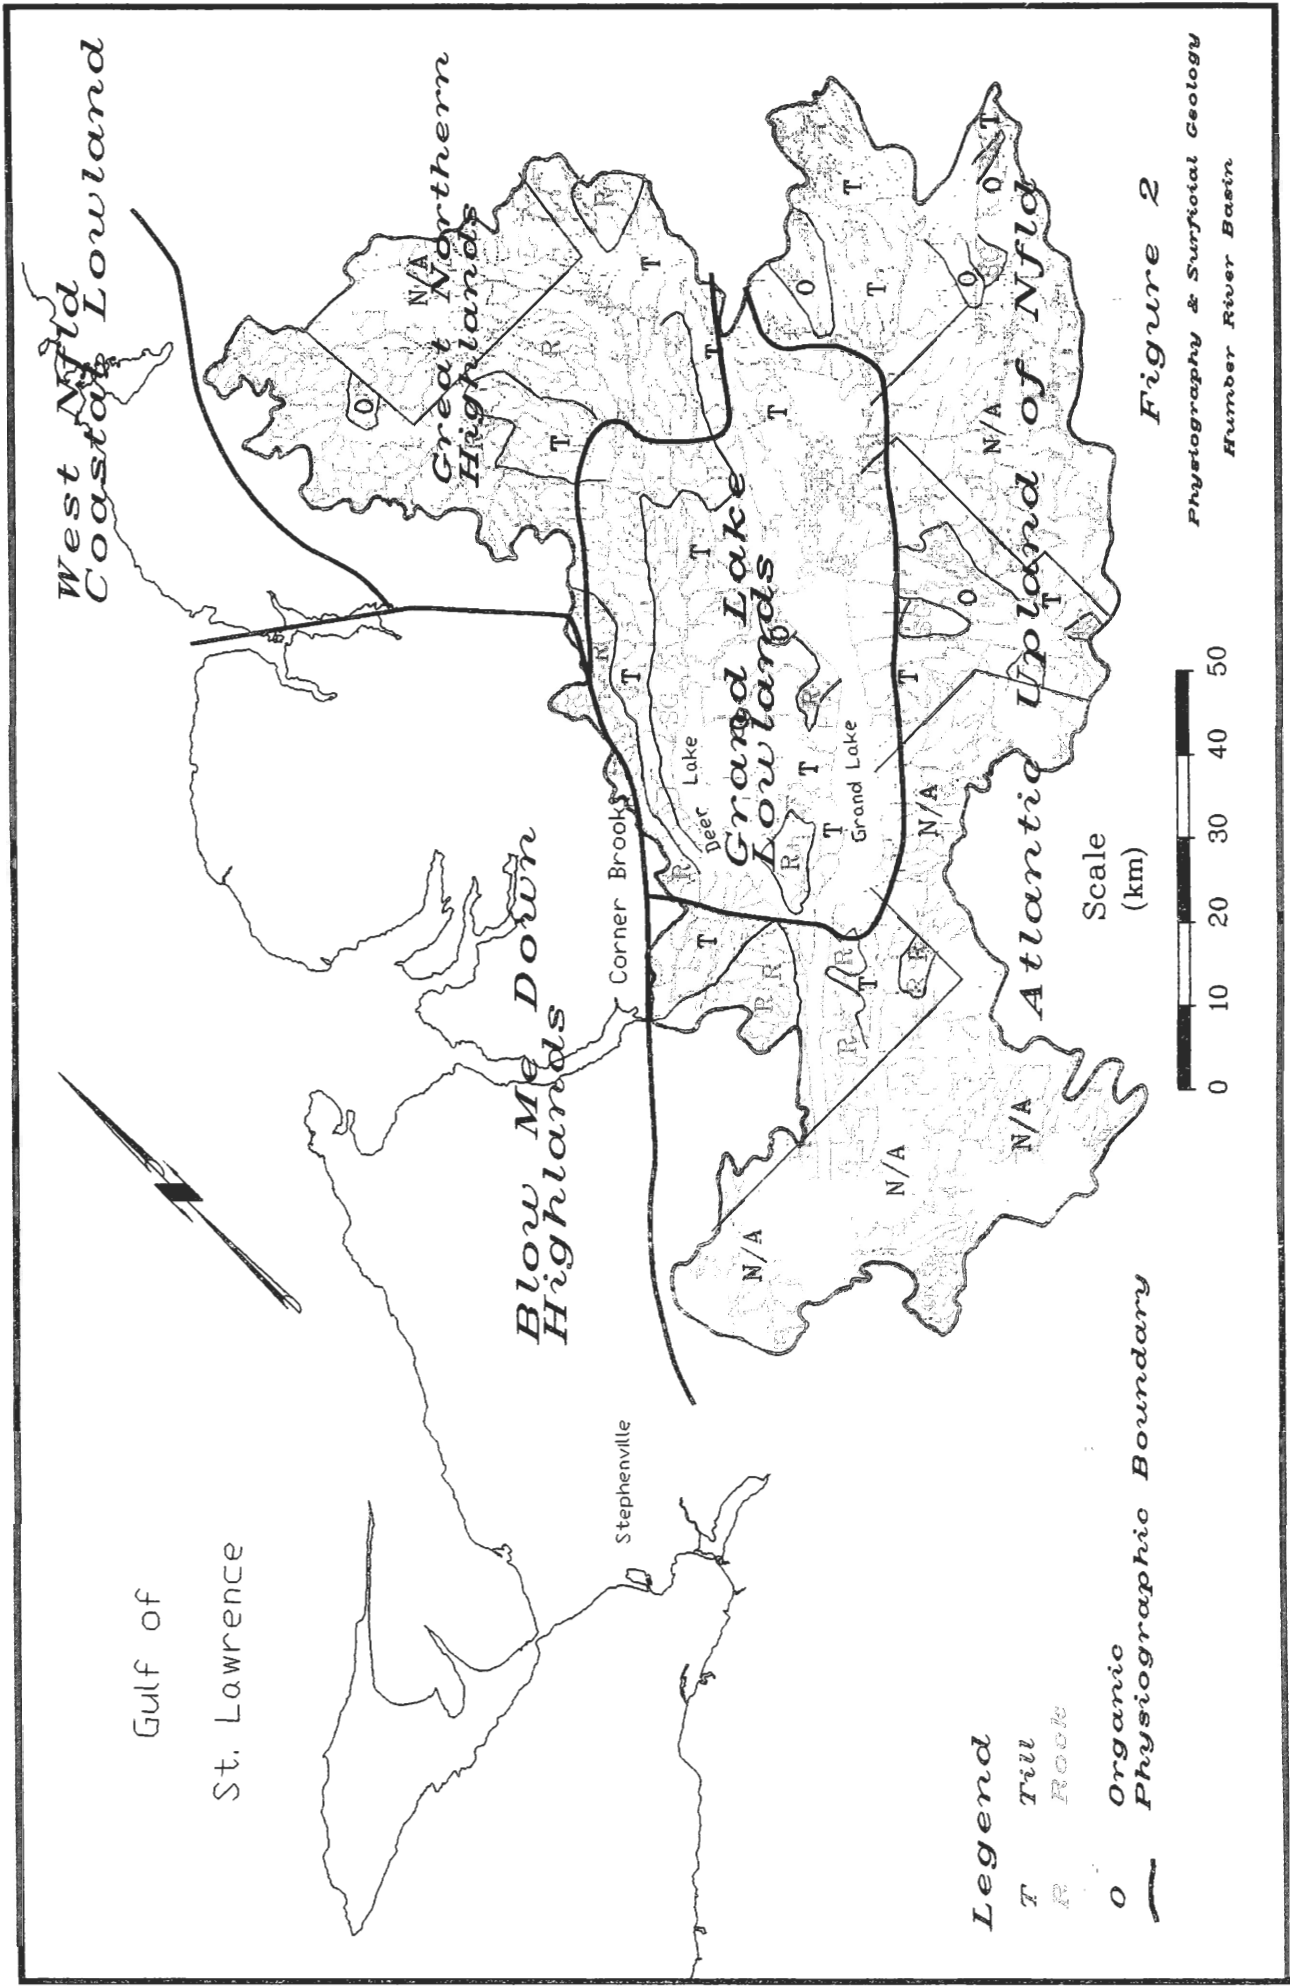 West Nfld
Coastal Lowland
Great Northern
Highlands
Gulf of
St. Lawrence
Blow Me Down
Highlands
Corner Brook
Deer Lake
Grand Lake
Lowlands
Grand Lake
Stephenville
Atlantic Upland of Nfld
N/A
O
R
T
R
T
T
T
R
T
SG
R
T
T
O
T
T
O
O
T
N/A
T
O
T
N/A
T
R
T
R
R
T
R
R
R
T
R
R
R
N/A
N/A
N/A
Legend
T Till
R Rock
O Organic
Physiographic Boundary
Scale
(km)
0 10 20 30 40 50
Figure 2
Physiography & Surficial Geology
Humber River Basin